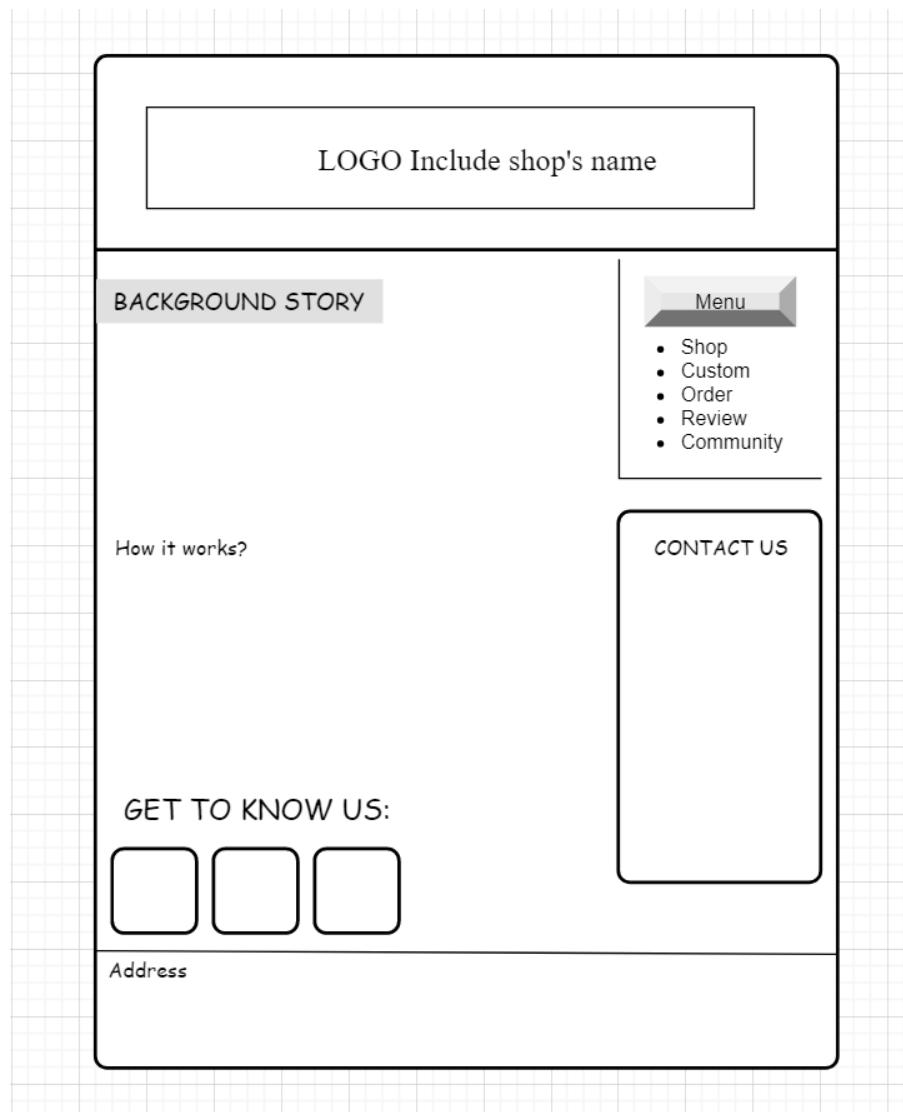 LOGO Include shop's name
BACKGROUND STORY
Menu
Shop
Custom
Order
Review
Community
How it works?
CONTACT US
GET TO KNOW US:
Address